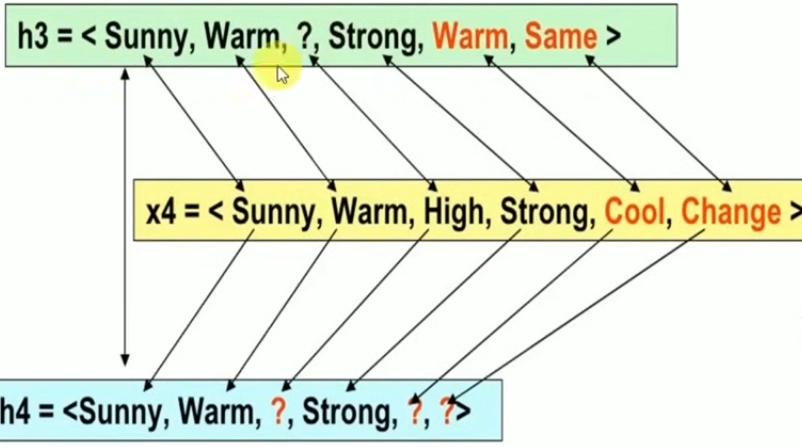 h3 = < Sunny, Warm, ?, Strong, Warm, Same >
x4 = < Sunny, Warm, High, Strong, Cool, Change >
h4 = <Sunny, Warm, ?, Strong, ?, ?>